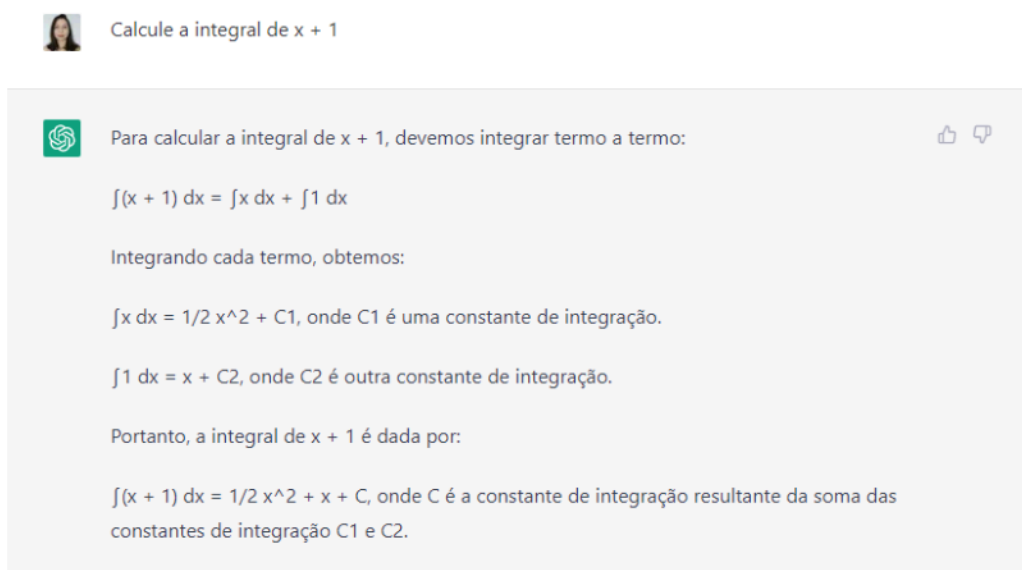 Calcule a integral de x + 1
Para calcular a integral de x + 1, devemos integrar termo a termo:
∫(x + 1) dx = ∫x dx + ∫1 dx
Integrando cada termo, obtemos:
∫x dx = 1/2 x^2 + C1, onde C1 é uma constante de integração.
∫1 dx = x + C2, onde C2 é outra constante de integração.
Portanto, a integral de x + 1 é dada por:
∫(x + 1) dx = 1/2 x^2 + x + C, onde C é a constante de integração resultante da soma das
constantes de integração C1 e C2.